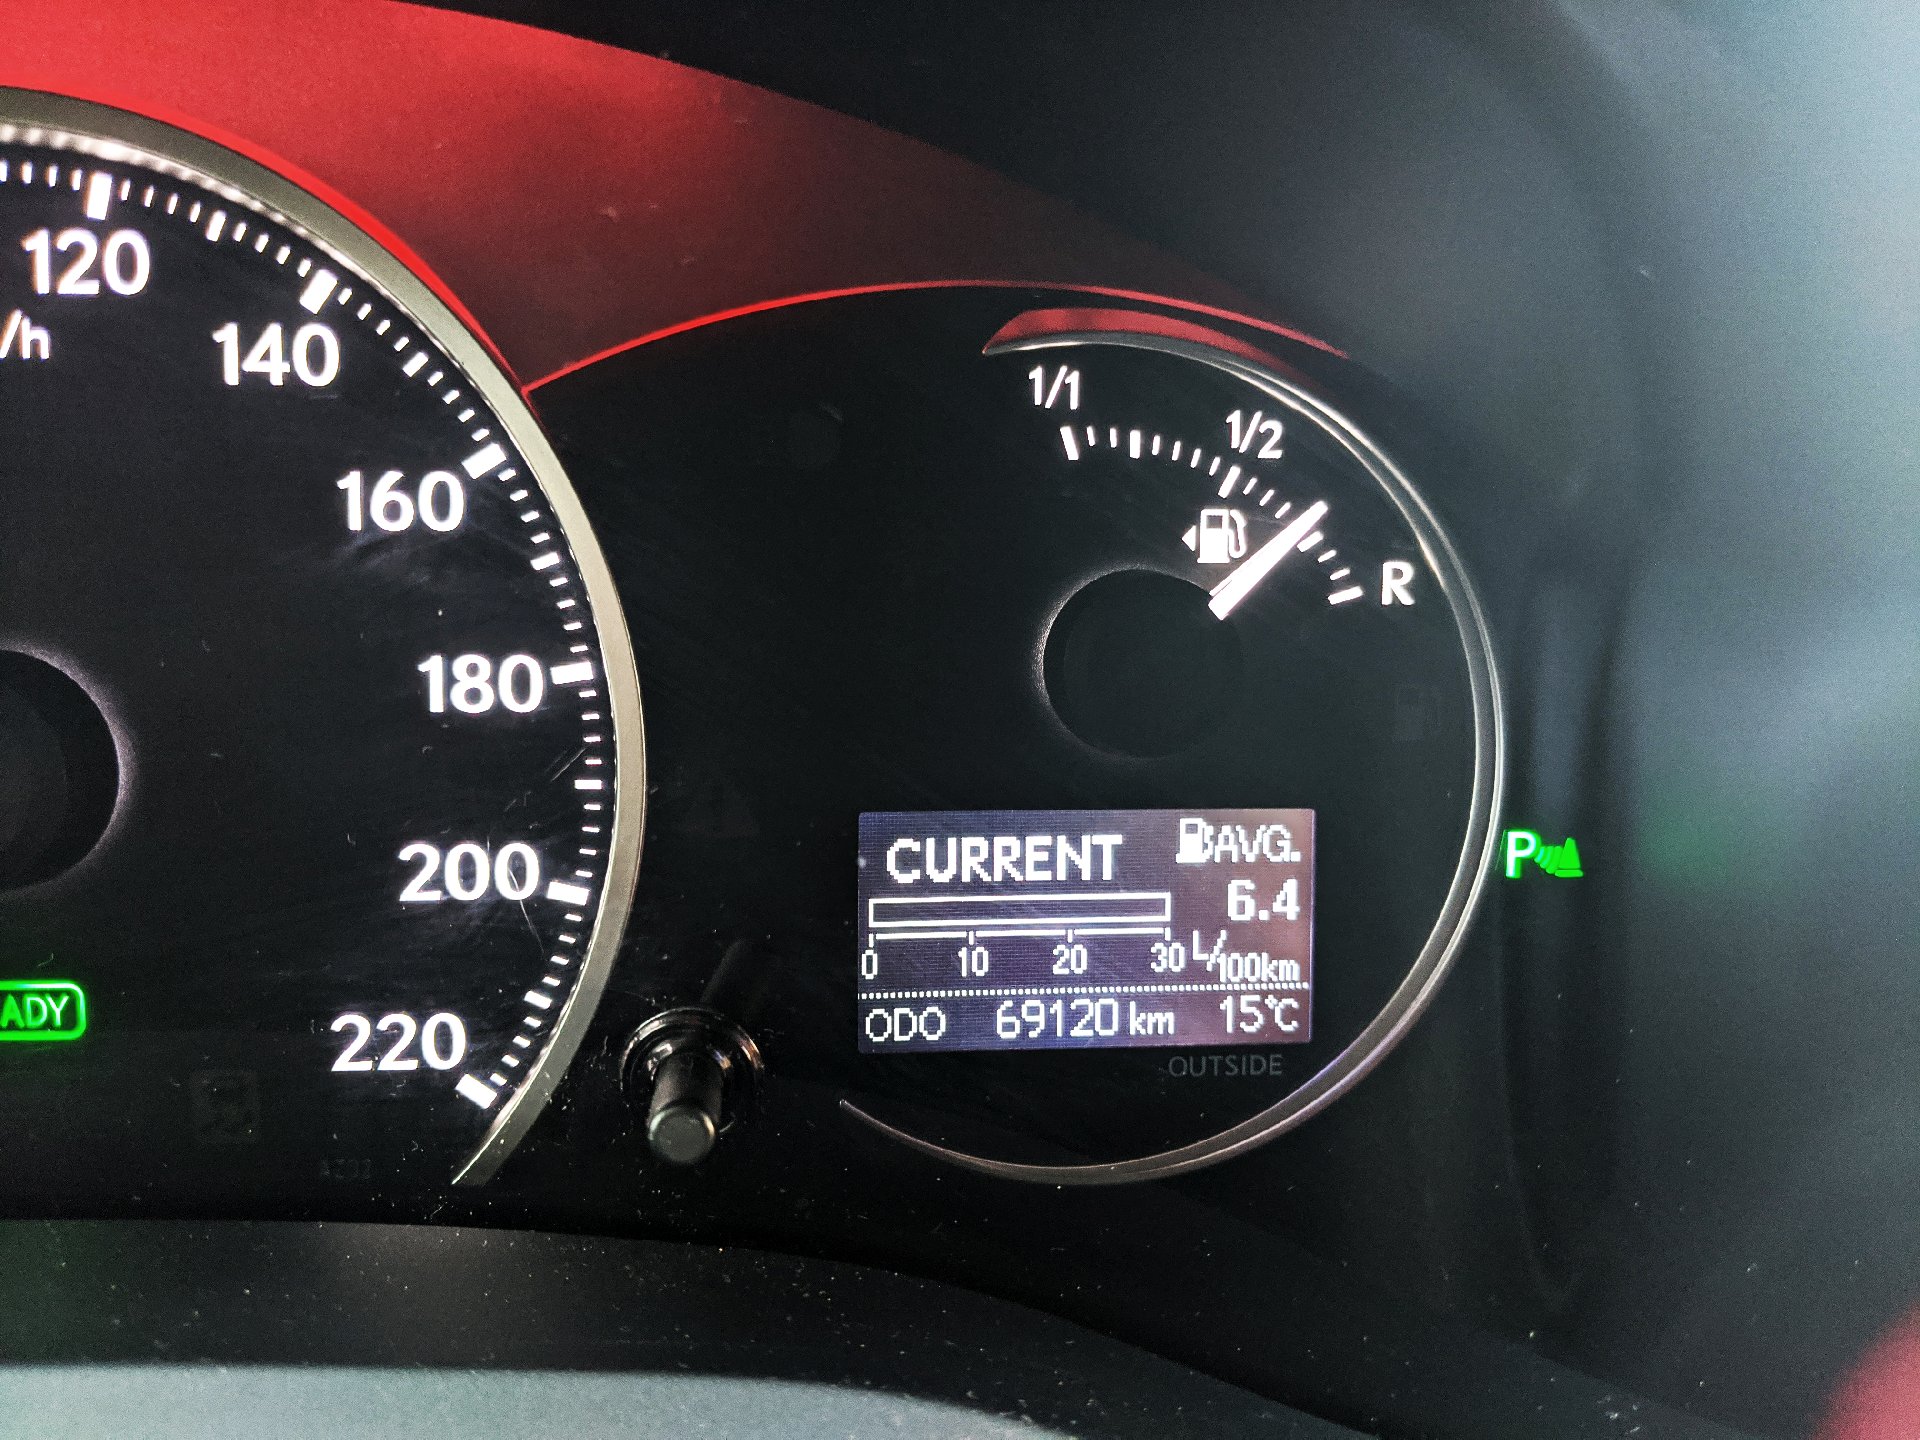 120
/h
140
160
180
200
220
ADY
1/1
1/2
R
CURRENT
AVG.
6.4
L/100km
0 10 20 30
ODO 69120 km 15°C
OUTSIDE
P